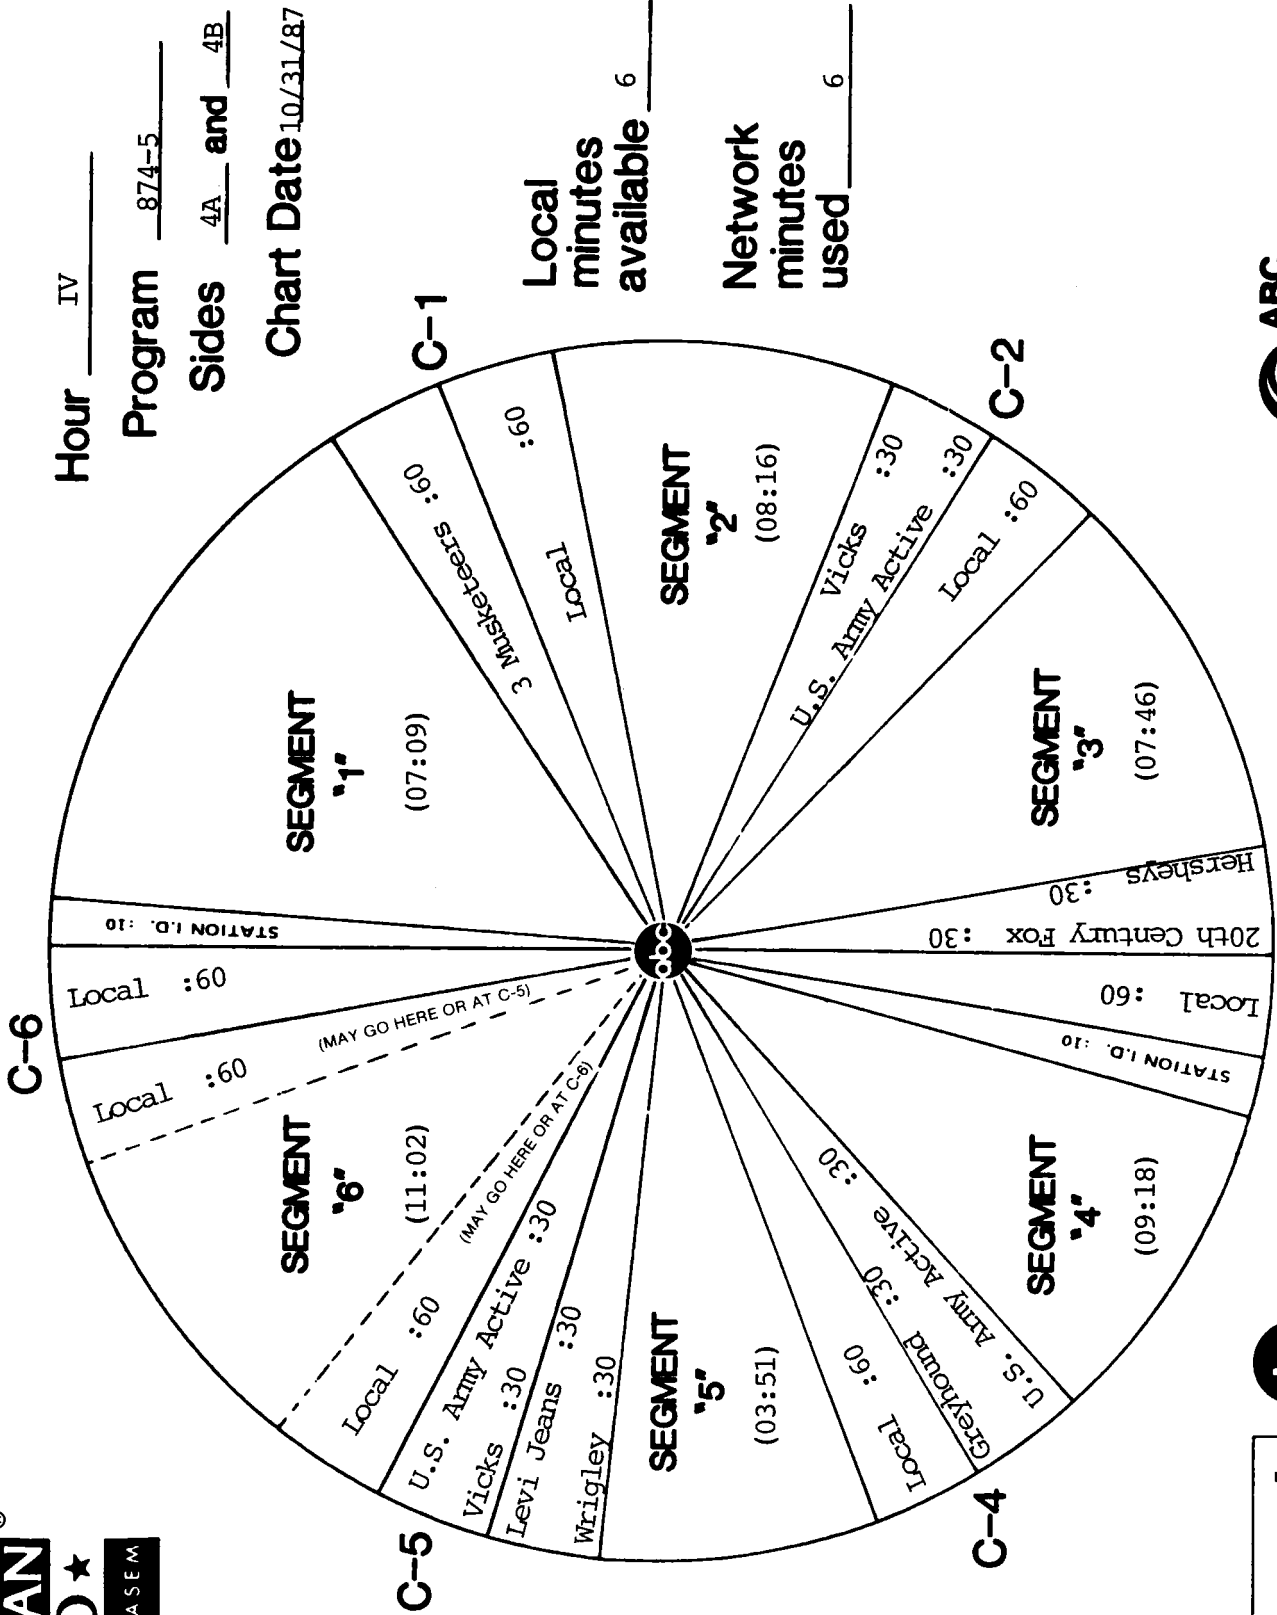 Hour IV
Program 874-5
Sides 4A and 4B
Chart Date 10/31/87
Local
minutes
available 6
Network
minutes
used 6
STATION I.D. :10
SEGMENT
"1"
(07:09)
3 Musketeers :60
C-1
Local :60
SEGMENT
"2"
(08:16)
Vicks :30
U.S. Army Active :30
C-2
Local :60
SEGMENT
"3"
(07:46)
Hersheys :30
20th Century Fox :30
Local :60
STATION I.D. :10
SEGMENT
"4"
(09:18)
U.S. Army Active :30
Greyhound :30
C-4
Local :60
SEGMENT
"5"
(03:51)
Wrigley :30
Levi Jeans :30
Vicks :30
U.S. Army Active :30
C-5
Local :60
(MAY GO HERE OR AT C-6)
SEGMENT
"6"
(11:02)
(MAY GO HERE OR AT C-5)
Local :60
C-6
Local :60
abc
ABC
AN
ASEM